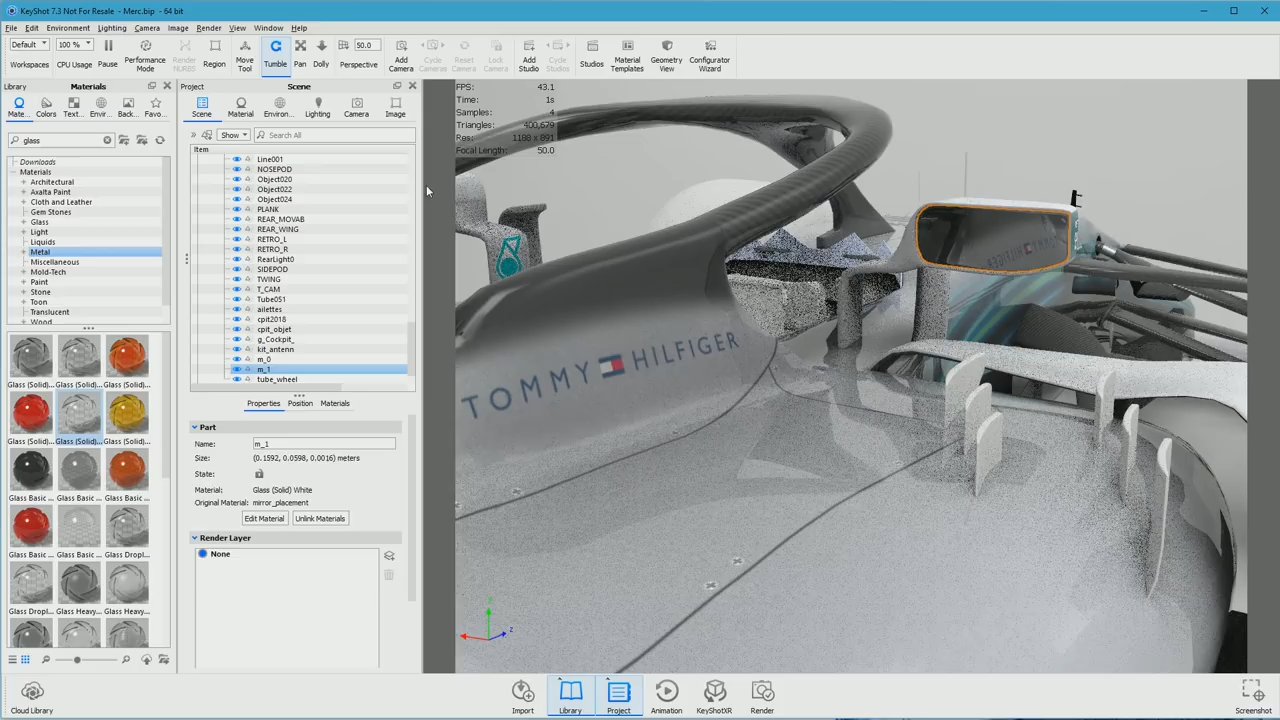 KeyShot 7.3 Not For Resale - Merc.bip - 64 bit
File Edit Environment Lighting Camera Image Render View Window Help
Default 100 % 50.0
Workspaces CPU Usage Pause Performance Mode Render NURBS Region Move Tool Tumble Pan Dolly Perspective Add Camera Cycle Cameras Reset Camera Lock Camera Add Studio Cycle Studios Studios Material Templates Geometry View Configurator Wizard
Library Materials
Mate... Colors Text... Envir... Back... Favo...
glass
Downloads
Materials
Architectural
Axalta Paint
Cloth and Leather
Gem Stones
Glass
Light
Liquids
Metal
Miscellaneous
Mold-Tech
Paint
Stone
Toon
Translucent
Wood
Glass (Solid)... Glass (Solid)... Glass (Solid)...
Glass (Solid)... Glass (Solid)... Glass (Solid)...
Glass Basic ... Glass Basic ... Glass Basic ...
Glass Basic ... Glass Basic ... Glass Dropl...
Glass Dropl... Glass Heavy... Glass Heavy...
Cloud Library
Project Scene
Scene Material Environ... Lighting Camera Image
Show Search All
Item
Line001
NOSEPOD
Object020
Object022
Object024
PLANK
REAR_MOVAB
REAR_WING
RETRO_L
RETRO_R
RearLight0
SIDEPOD
TWING
T_CAM
Tube051
ailettes
cpit2018
cpit_objet
g_Cockpit_
kit_antenn
m_0
m_1
tube_wheel
Properties Position Materials
Part
Name: m_1
Size: (0.1592, 0.0598, 0.0016) meters
State:
Material: Glass (Solid) White
Original Material: mirror_placement
Edit Material Unlink Materials
Render Layer
None
FPS: 43.1
Time: 1s
Samples: 4
Triangles: 400,679
Res: 1188 x 891
Focal Length: 50.0
TOMMY HILFIGER
Import Library Project Animation KeyShotXR Render Screenshot